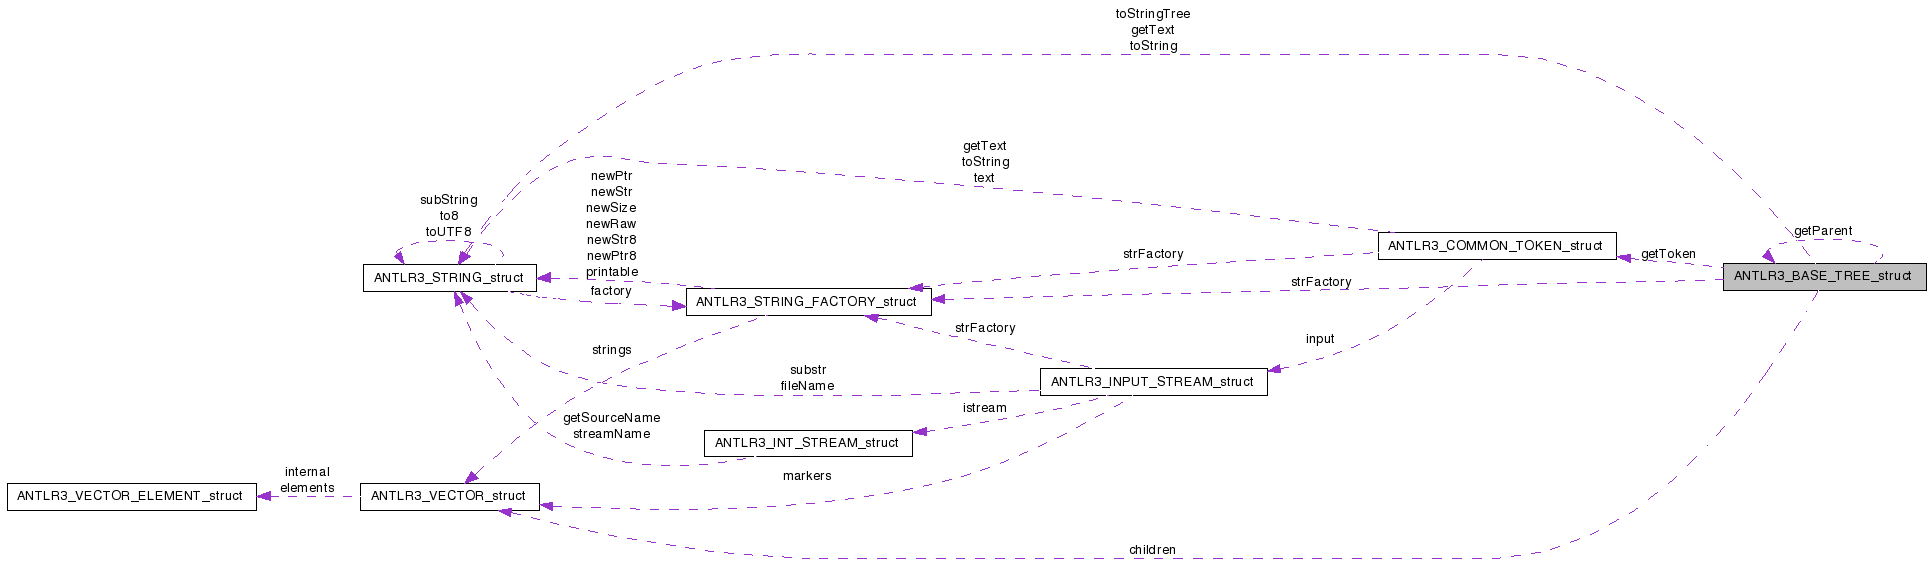 toStringTree
getText
toString
getText
toString
text
newPtr
newStr
newSize
newRaw
newStr8
newPtr8
printable
subString
to8
toUTF8
getParent
ANTLR3_COMMON_TOKEN_struct
strFactory
getToken
ANTLR3_STRING_struct
ANTLR3_BASE_TREE_struct
strFactory
factory
ANTLR3_STRING_FACTORY_struct
strFactory
input
strings
substr
fileName
ANTLR3_INPUT_STREAM_struct
istream
getSourceName
streamName
ANTLR3_INT_STREAM_struct
internal
elements
markers
ANTLR3_VECTOR_ELEMENT_struct
ANTLR3_VECTOR_struct
children